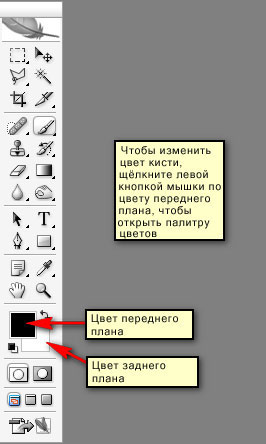 Чтобы изменить
цвет кисти,
щёлкните левой
кнопкой мышки по
цвету переднего
плана, чтобы
открыть палитру
цветов
T
Цвет переднего
плана
Цвет заднего
плана